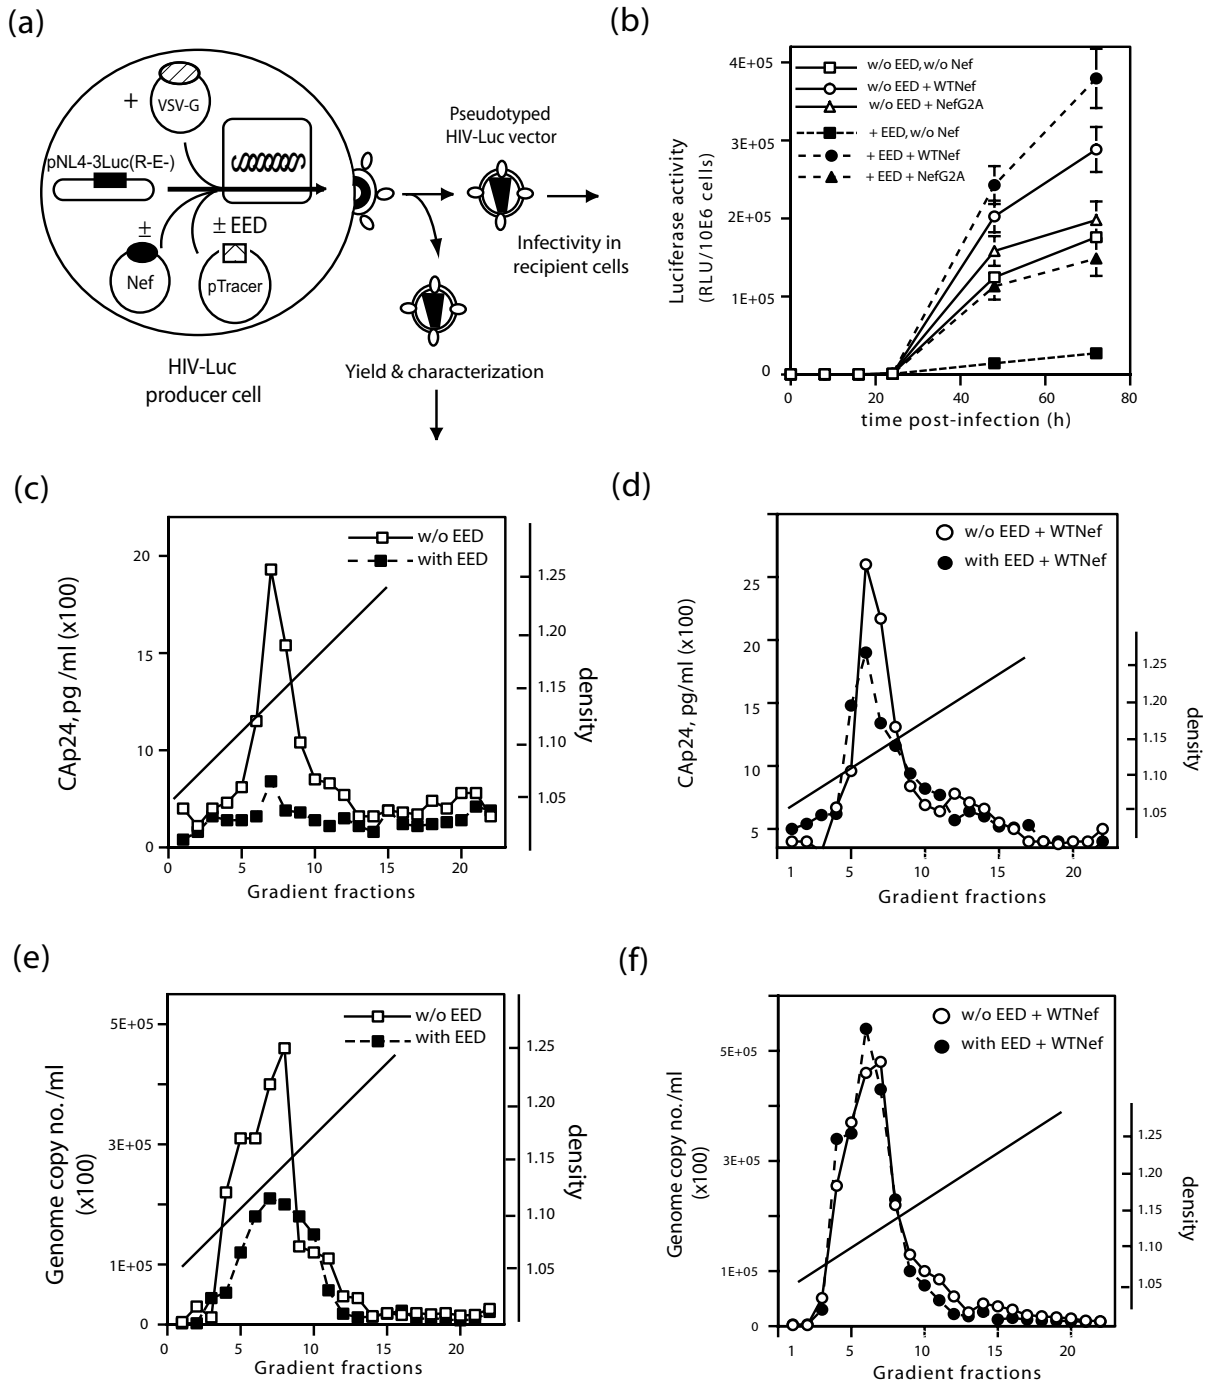 (a)
+
VSV-G
pNL4-3Luc(R-E-)
±
± EED
Nef
pTracer
HIV-Luc
producer cell
Pseudotyped
HIV-Luc vector
Infectivity in
recipient cells
Yield & characterization
(b)
Luciferase activity
(RLU/10E6 cells)
4E+05
3E+05
2E+05
1E+05
0
w/o EED, w/o Nef
w/o EED + WTNef
w/o EED + NefG2A
+ EED, w/o Nef
+ EED + WTNef
+ EED + NefG2A
0 20 40 60 80
time post-infection (h)
(c)
CAp24, pg /ml (x100)
20
15
10
0
w/o EED
with EED
1.25
1.20
1.15
1.10
1.05
density
0 5 10 15 20
Gradient fractions
(d)
CAp24, pg/ml (x100)
25
20
15
10
5
w/o EED + WTNef
with EED + WTNef
1.25
1.20
1.15
1.10
1.05
density
1 5 10 15 20
Gradient fractions
(e)
Genome copy no./ml
(x100)
5E+05
3E+05
1E+05
0
w/o EED
with EED
1.25
1.20
1.15
1.10
1.05
density
0 5 10 15 20
Gradient fractions
(f)
Genome copy no./ml
(x100)
5E+05
3E+05
1E+05
0
w/o EED + WTNef
with EED + WTNef
1.25
1.20
1.15
1.10
1.05
density
1 5 10 15 20
Gradient fractions